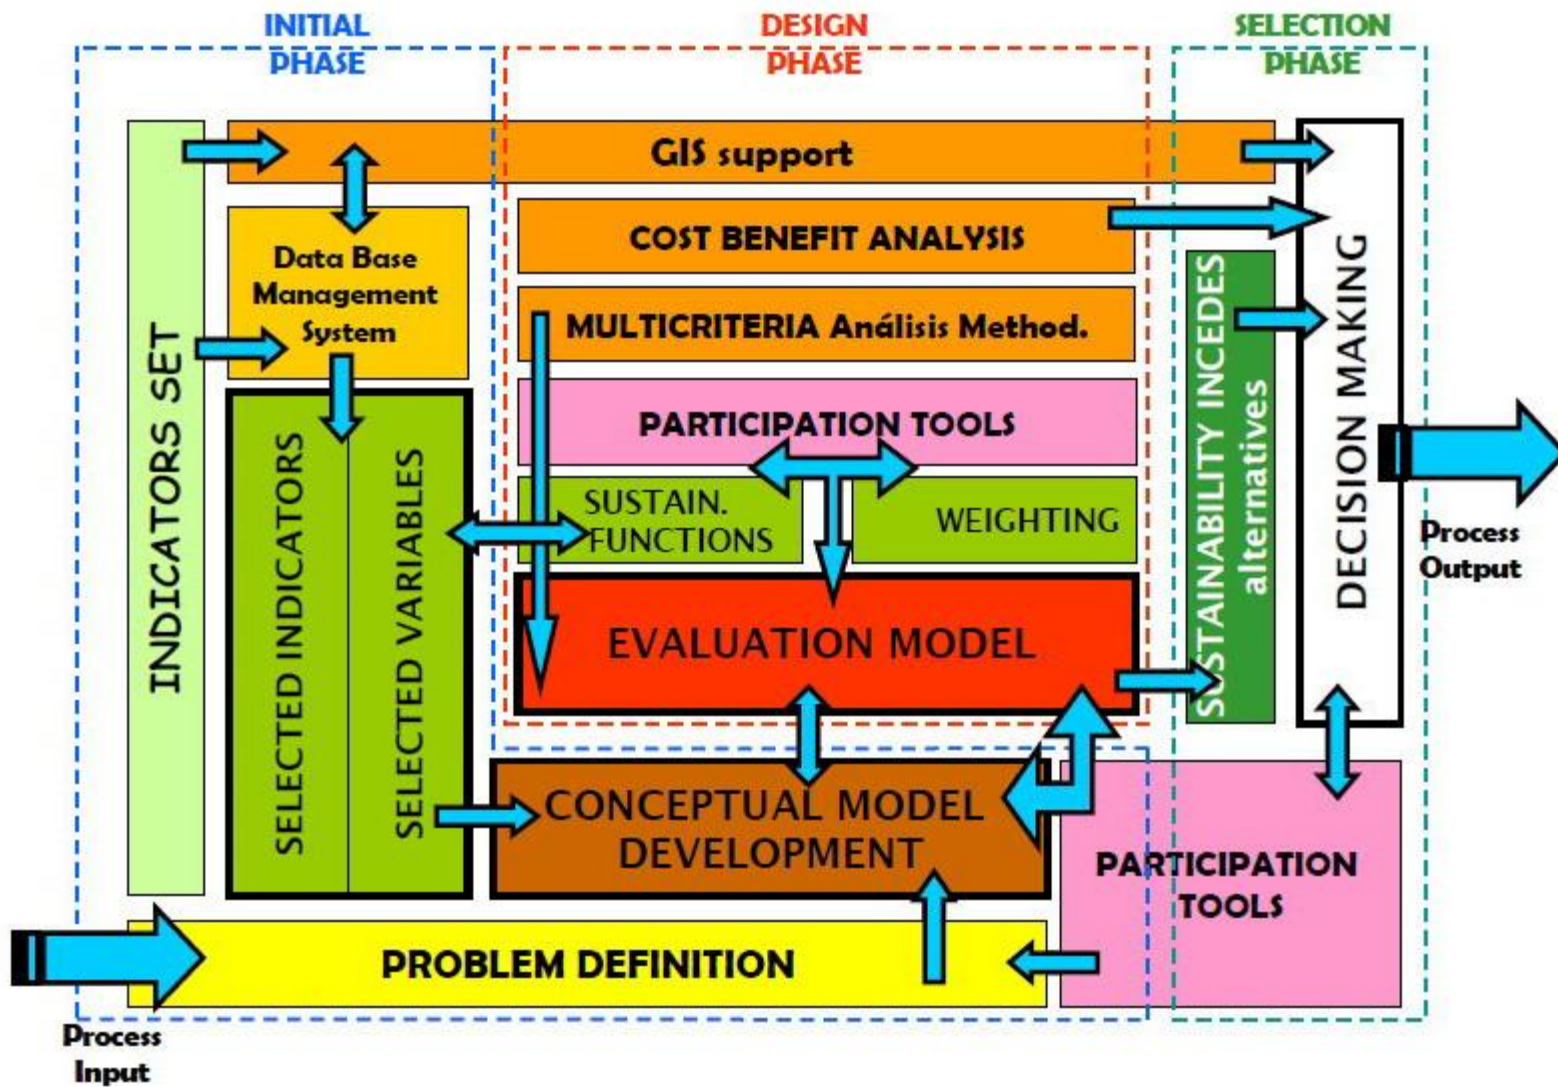 INITIAL
PHASE
DESIGN
PHASE
SELECTION
PHASE
INDICATORS SET
GIS support
Data Base
Management
System
SELECTED INDICATORS
SELECTED VARIABLES
COST BENEFIT ANALYSIS
MULTICRITERIA Análisis Method.
PARTICIPATION TOOLS
SUSTAIN.
FUNCTIONS
WEIGHTING
EVALUATION MODEL
CONCEPTUAL MODEL
DEVELOPMENT
SUSTAINABILITY INCEDES
alternatives
DECISION MAKING
Process
Output
PARTICIPATION
TOOLS
PROBLEM DEFINITION
Process
Input